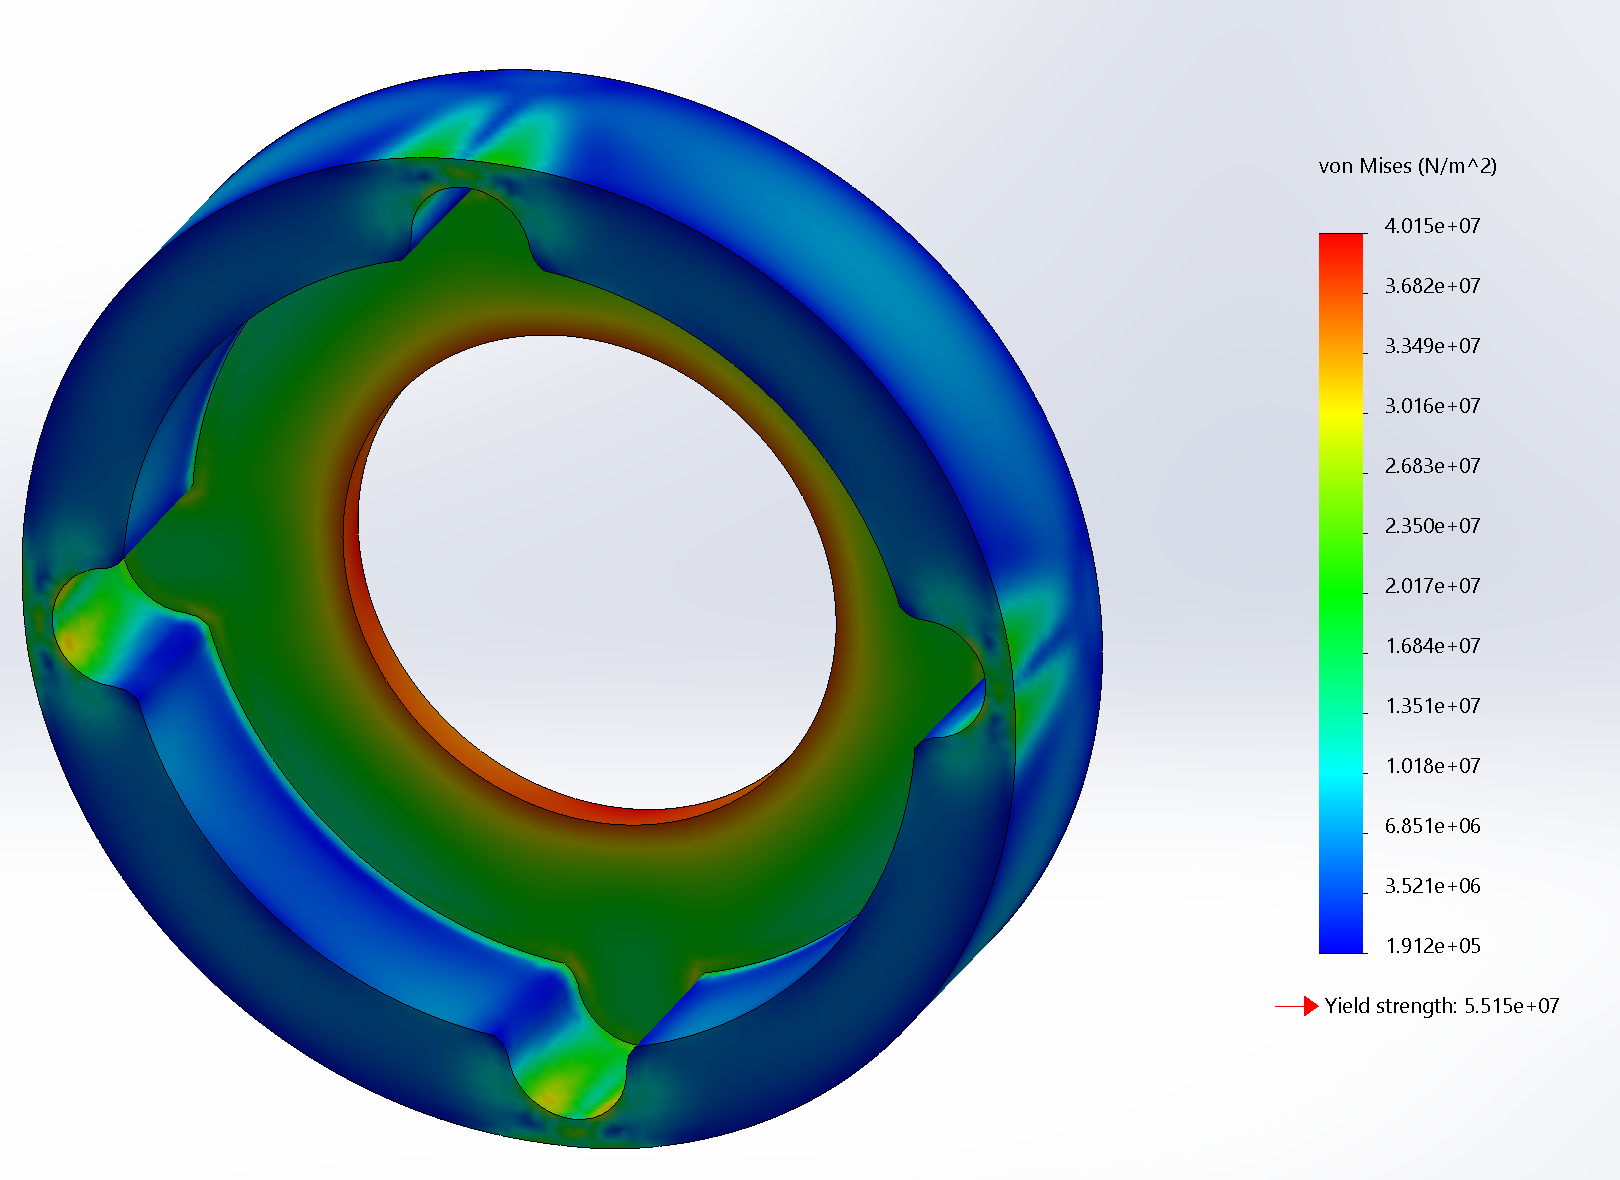 von Mises (N/m^2)
4.015e+07
3.682e+07
3.349e+07
3.016e+07
2.683e+07
2.350e+07
2.017e+07
1.684e+07
1.351e+07
1.018e+07
6.851e+06
3.521e+06
1.912e+05
Yield strength: 5.515e+07